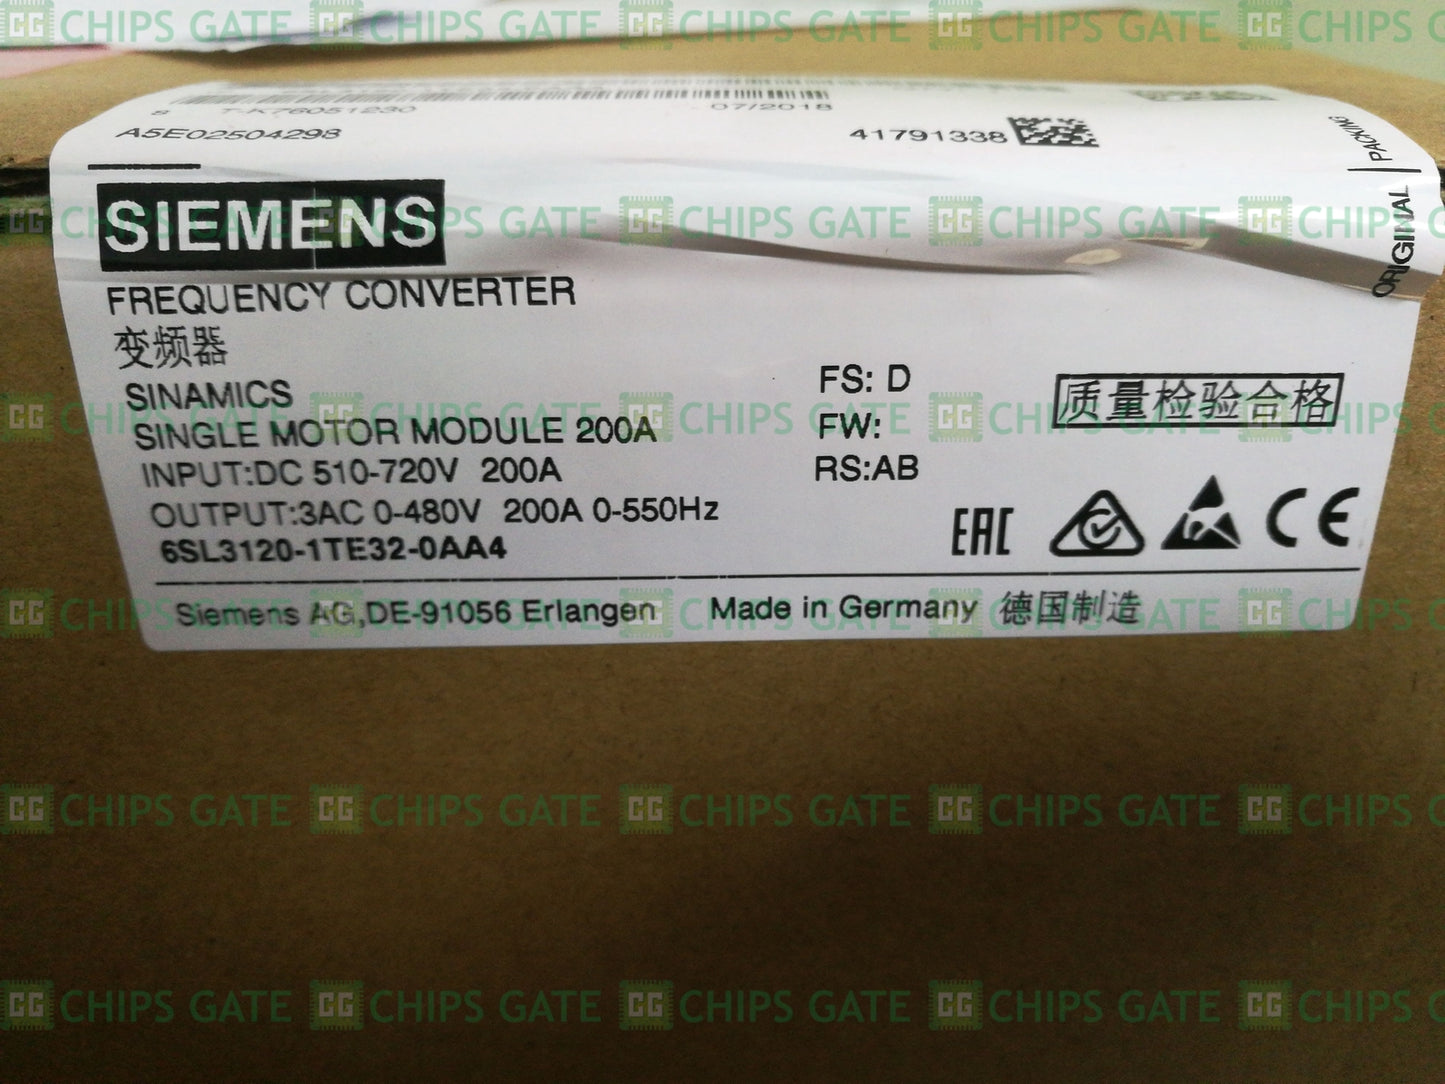 S T-K76051230 07/2018
A5E02504298 41791338
ORIGINAL PACKING
SIEMENS
FREQUENCY CONVERTER
变频器
SINAMICS
SINGLE MOTOR MODULE 200A
INPUT:DC 510-720V 200A
OUTPUT:3AC 0-480V 200A 0-550Hz
6SL3120-1TE32-0AA4
FS: D
FW:
RS:AB
质量检验合格
EAC
CE
Siemens AG,DE-91056 Erlangen Made in Germany 德国制造
CG CHIPS GATE